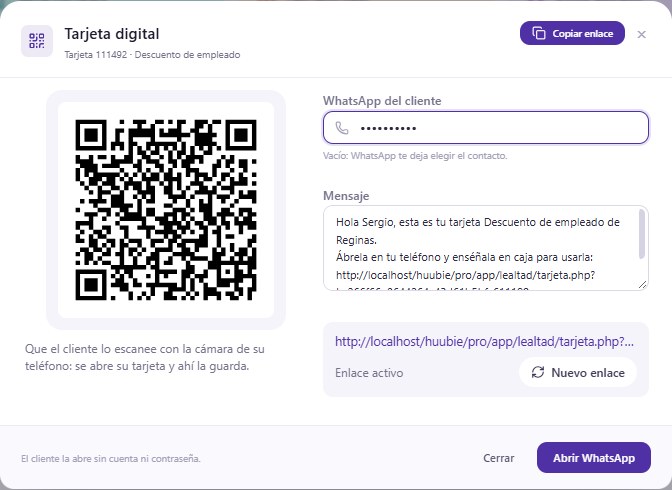 Tarjeta digital
Tarjeta 111492 · Descuento de empleado
Copiar enlace
WhatsApp del cliente
••••••••••
Vacío: WhatsApp te deja elegir el contacto.
Mensaje
Hola Sergio, esta es tu tarjeta Descuento de empleado de
Reginas.
Ábrela en tu teléfono y enséñala en caja para usarla:
http://localhost/huubie/pro/app/lealtad/tarjeta.php?
Que el cliente lo escanee con la cámara de su
teléfono: se abre su tarjeta y ahí la guarda.
http://localhost/huubie/pro/app/lealtad/tarjeta.php?...
Enlace activo
Nuevo enlace
El cliente la abre sin cuenta ni contraseña.
Cerrar
Abrir WhatsApp